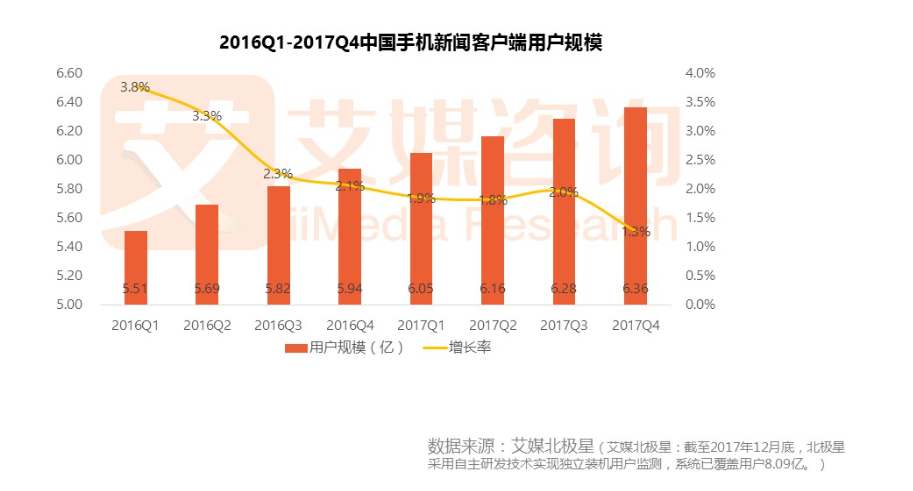 2016Q1-2017Q4中国手机新闻客户端用户规模
艾媒咨询
iiMedia Research
6.60
6.40
6.20
6.00
5.80
5.60
5.40
5.20
5.00
4.0%
3.5%
3.0%
2.5%
2.0%
1.5%
1.0%
0.5%
0.0%
3.8%
3.3%
2.3%
2.1%
1.9%
1.8%
2.0%
1.3%
5.51
5.69
5.82
5.94
6.05
6.16
6.28
6.36
2016Q1
2016Q2
2016Q3
2016Q4
2017Q1
2017Q2
2017Q3
2017Q4
用户规模（亿）
增长率
数据来源：艾媒北极星（艾媒北极星：截至2017年12月底，北极星
采用自主研发技术实现独立装机用户监测，系统已覆盖用户8.09亿。）